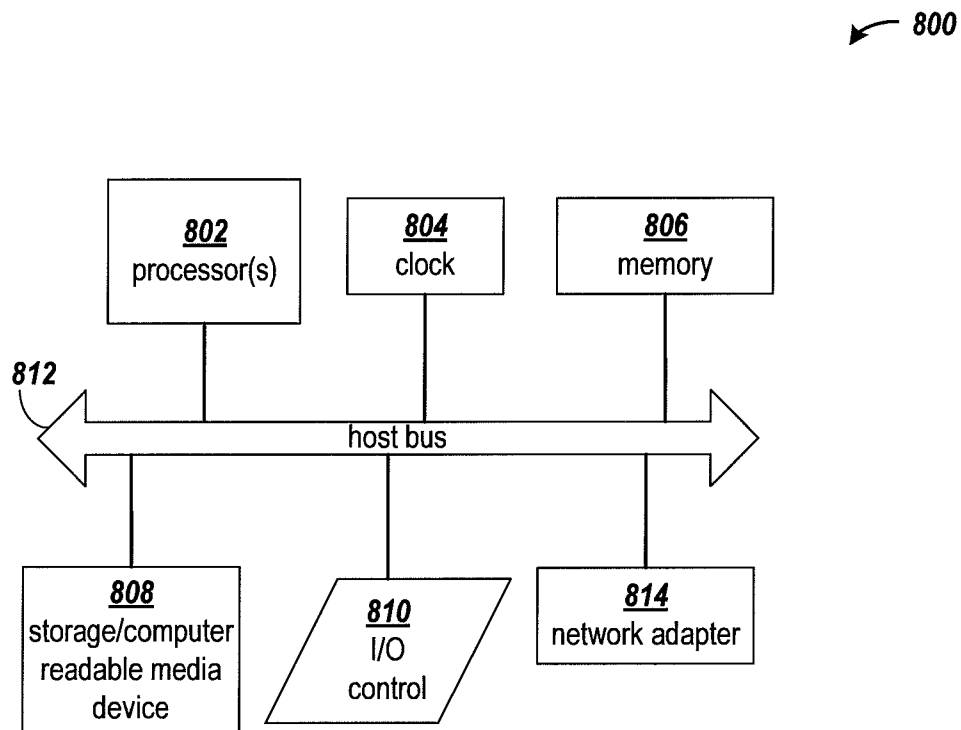 800
802
processor(s)
804
clock
806
memory
812
host bus
808
storage/computer
readable media
device
810
I/O
control
814
network adapter